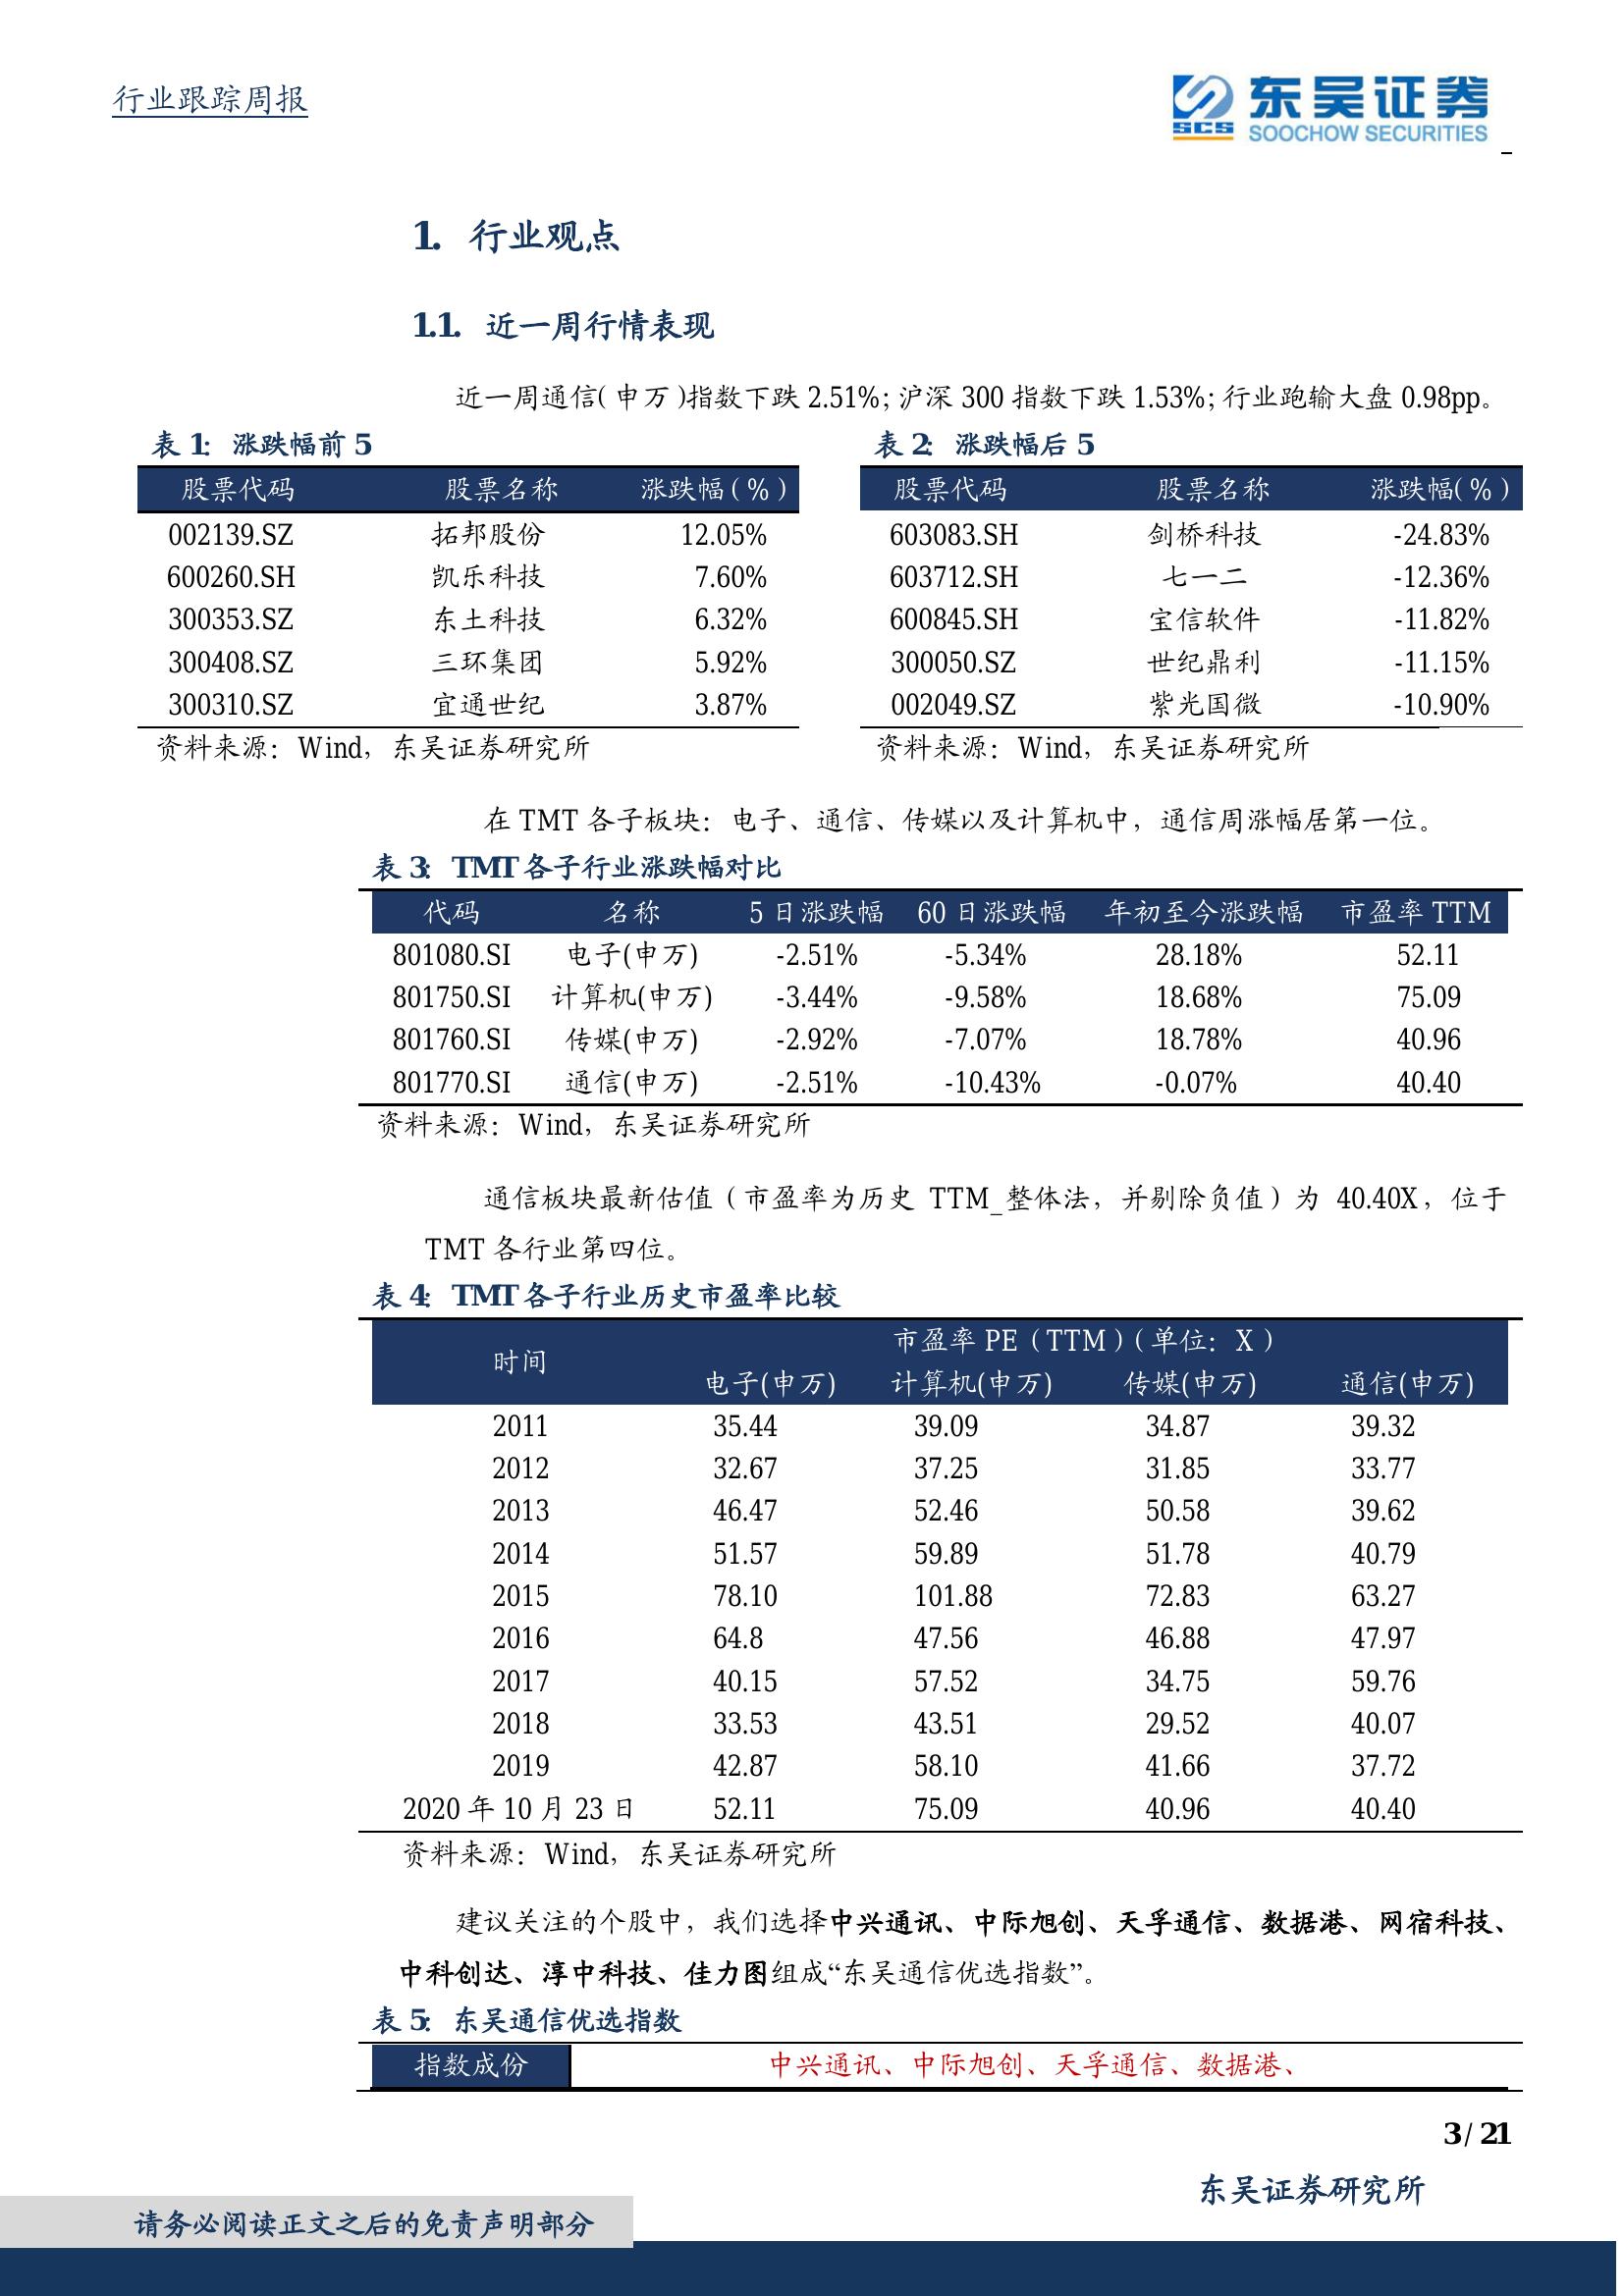 行业跟踪周报
东吴证券
SCS SOOCHOW SECURITIES
1. 行业观点
1.1. 近一周行情表现
近一周通信(申万)指数下跌 2.51%;沪深 300 指数下跌 1.53%;行业跑输大盘 0.98pp。
表 1: 涨跌幅前 5
股票代码 股票名称 涨跌幅(%)
002139.SZ 拓邦股份 12.05%
600260.SH 凯乐科技 7.60%
300353.SZ 东土科技 6.32%
300408.SZ 三环集团 5.92%
300310.SZ 宜通世纪 3.87%
资料来源:Wind,东吴证券研究所
表 2: 涨跌幅后 5
股票代码 股票名称 涨跌幅(%)
603083.SH 剑桥科技 -24.83%
603712.SH 七一二 -12.36%
600845.SH 宝信软件 -11.82%
300050.SZ 世纪鼎利 -11.15%
002049.SZ 紫光国微 -10.90%
资料来源:Wind,东吴证券研究所
在 TMT 各子板块:电子、通信、传媒以及计算机中,通信周涨幅居第一位。
表 3: TMT 各子行业涨跌幅对比
代码 名称 5 日涨跌幅 60 日涨跌幅 年初至今涨跌幅 市盈率 TTM
801080.SI 电子(申万) -2.51% -5.34% 28.18% 52.11
801750.SI 计算机(申万) -3.44% -9.58% 18.68% 75.09
801760.SI 传媒(申万) -2.92% -7.07% 18.78% 40.96
801770.SI 通信(申万) -2.51% -10.43% -0.07% 40.40
资料来源:Wind,东吴证券研究所
通信板块最新估值(市盈率为历史 TTM_整体法,并剔除负值)为 40.40X,位于
TMT 各行业第四位。
表 4: TMT 各子行业历史市盈率比较
时间 市盈率 PE(TTM)(单位:X)
电子(申万) 计算机(申万) 传媒(申万) 通信(申万)
2011 35.44 39.09 34.87 39.32
2012 32.67 37.25 31.85 33.77
2013 46.47 52.46 50.58 39.62
2014 51.57 59.89 51.78 40.79
2015 78.10 101.88 72.83 63.27
2016 64.8 47.56 46.88 47.97
2017 40.15 57.52 34.75 59.76
2018 33.53 43.51 29.52 40.07
2019 42.87 58.10 41.66 37.72
2020 年 10 月 23 日 52.11 75.09 40.96 40.40
资料来源:Wind,东吴证券研究所
建议关注的个股中,我们选择中兴通讯、中际旭创、天孚通信、数据港、网宿科技、
中科创达、淳中科技、佳力图组成“东吴通信优选指数”。
表 5: 东吴通信优选指数
指数成份 中兴通讯、中际旭创、天孚通信、数据港、
3 / 21
东吴证券研究所
请务必阅读正文之后的免责声明部分